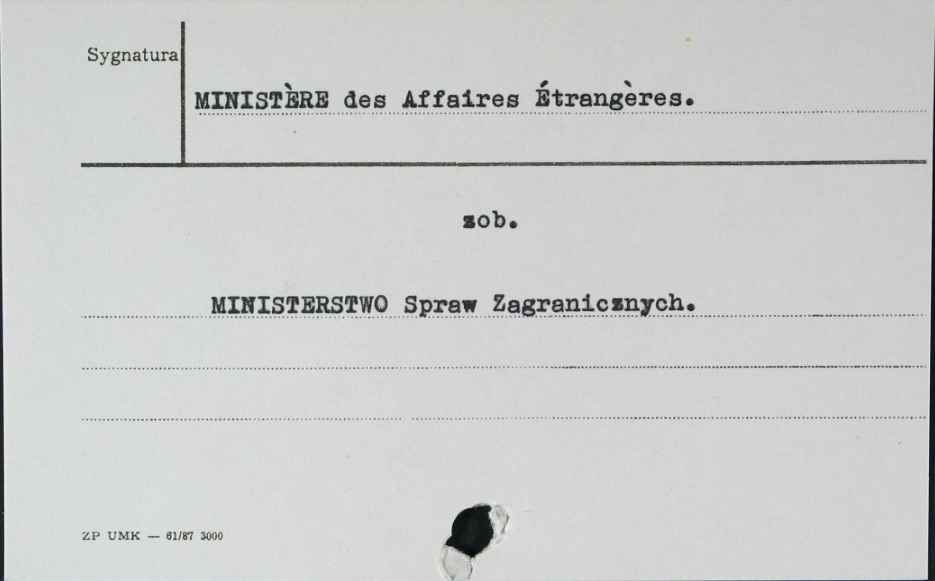 Sygnatura
MINISTÈRE des Affaires Étrangères.
zob.
MINISTERSTWO Spraw Zagranicznych.
ZP UMK — 61/87 3000